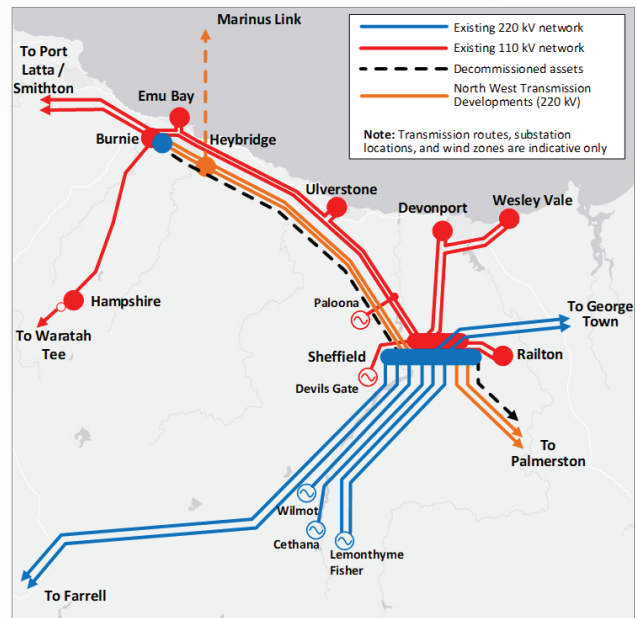 Marinus Link
Existing 220 kV network
Existing 110 kV network
Decommissioned assets
North West Transmission
Developments (220 kV)
Note: Transmission routes, substation
locations, and wind zones are indicative only
To Port
Latta /
Smithton
Emu Bay
Burnie
Heybridge
Ulverstone
Devonport
Wesley Vale
Hampshire
Paloona
To George
Town
To Waratah
Tee
Sheffield
Railton
Devils Gate
To
Palmerston
Wilmot
Cethana
Lemonthyme
Fisher
To Farrell